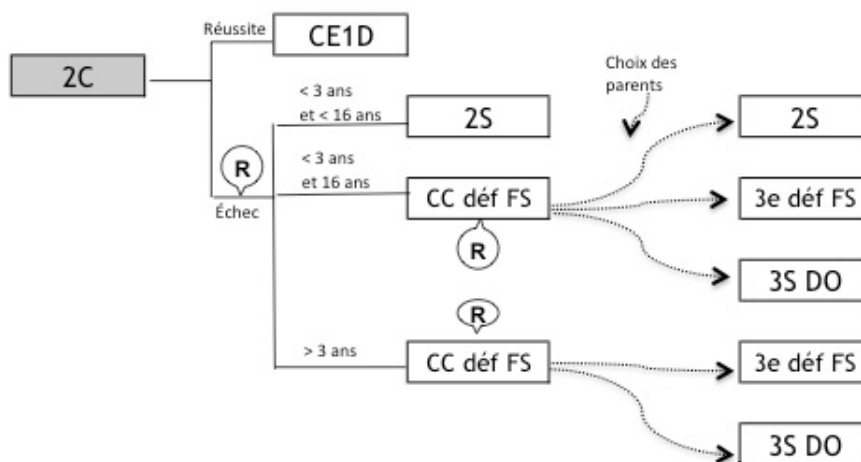 Réussite
CE1D
2C
Choix des
parents
< 3 ans
et < 16 ans
2S
2S
R
< 3 ans
et 16 ans
CC déf FS
3e déf FS
Échec
R
3S DO
R
> 3 ans
CC déf FS
3e déf FS
3S DO